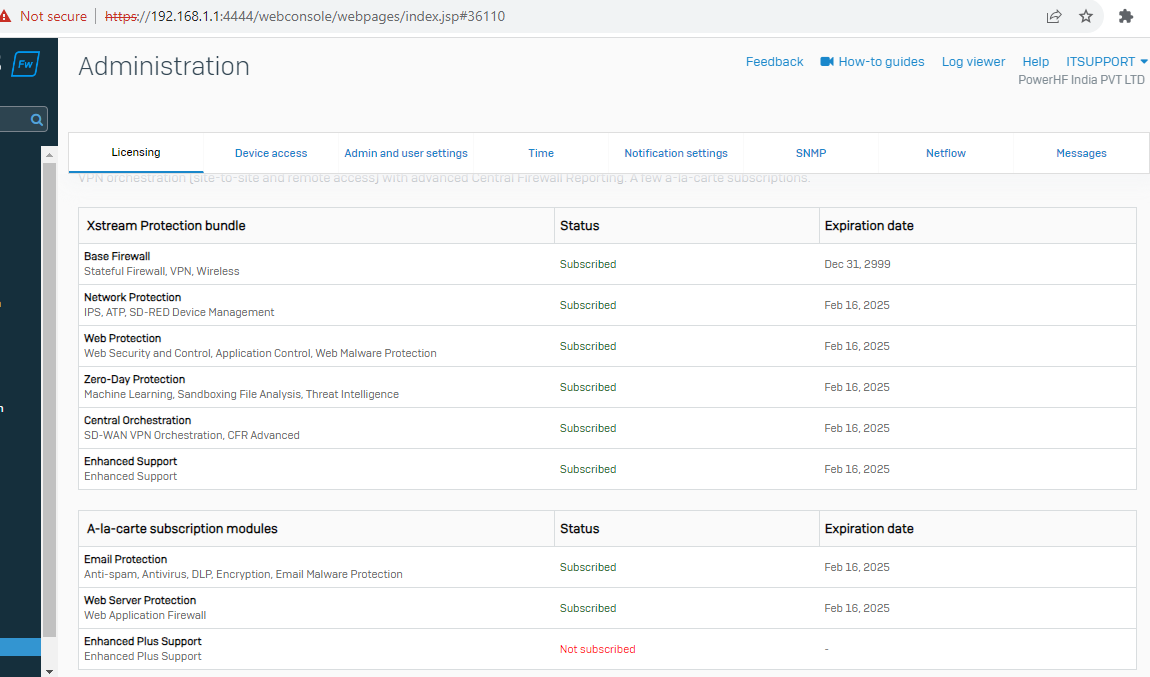 Not secure https://192.168.1.1:4444/webconsole/webpages/index.jsp#36110
Fw
Administration
Feedback How-to guides Log viewer Help ITSUPPORT
PowerHF India PVT LTD
Licensing Device access Admin and user settings Time Notification settings SNMP Netflow Messages
VPN orchestration (site-to-site and remote access) with advanced Central Firewall Reporting. A few a-la-carte subscriptions.
Xstream Protection bundle Status Expiration date
Base Firewall
Stateful Firewall, VPN, Wireless Subscribed Dec 31, 2999
Network Protection
IPS, ATP, SD-RED Device Management Subscribed Feb 16, 2025
Web Protection
Web Security and Control, Application Control, Web Malware Protection Subscribed Feb 16, 2025
Zero-Day Protection
Machine Learning, Sandboxing File Analysis, Threat Intelligence Subscribed Feb 16, 2025
Central Orchestration
SD-WAN VPN Orchestration, CFR Advanced Subscribed Feb 16, 2025
Enhanced Support
Enhanced Support Subscribed Feb 16, 2025
A-la-carte subscription modules Status Expiration date
Email Protection
Anti-spam, Antivirus, DLP, Encryption, Email Malware Protection Subscribed Feb 16, 2025
Web Server Protection
Web Application Firewall Subscribed Feb 16, 2025
Enhanced Plus Support
Enhanced Plus Support Not subscribed -